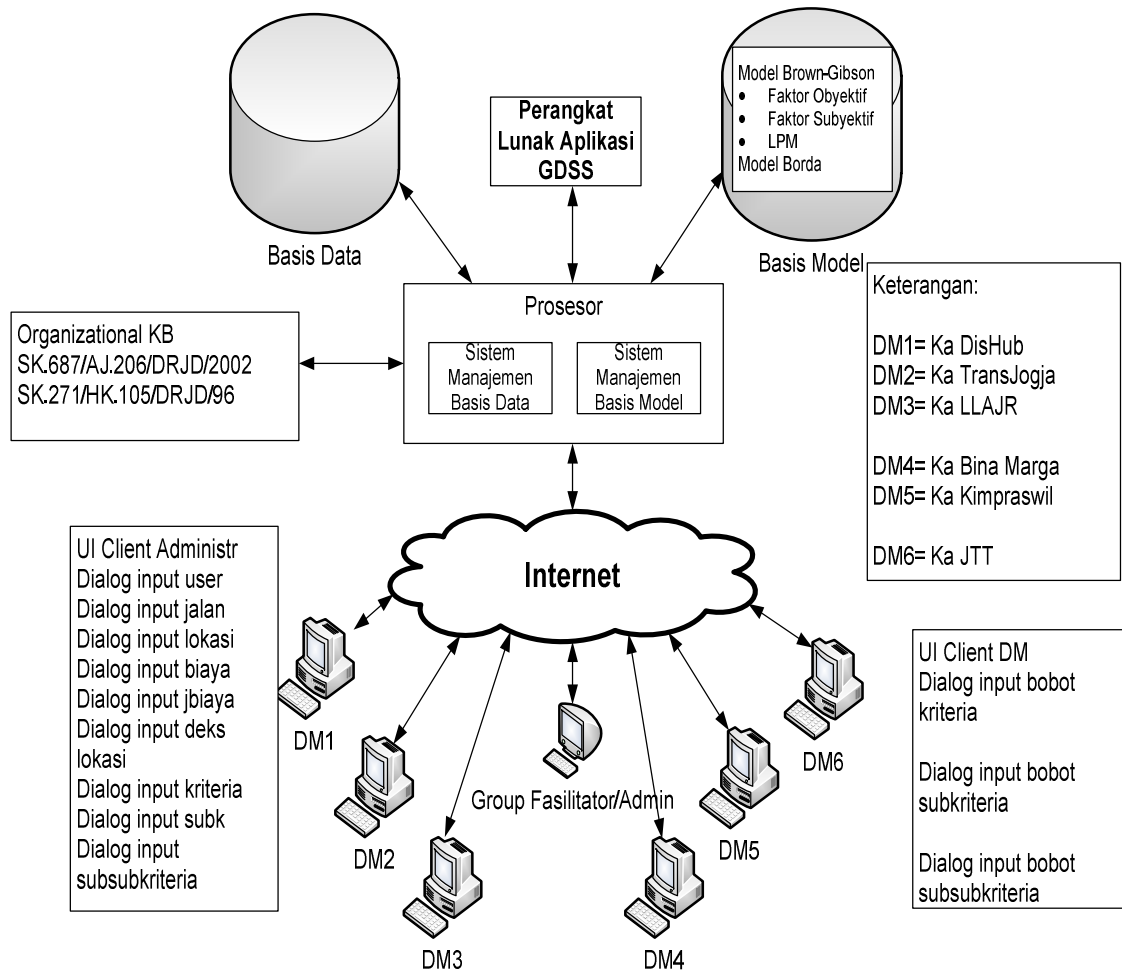 Basis Data
Perangkat
Lunak Aplikasi
GDSS
Model Brown-Gibson
• Faktor Obyektif
• Faktor Subyektif
• LPM
Model Borda
Basis Model
Prosesor
Sistem
Manajemen
Basis Data
Sistem
Manajemen
Basis Model
Organizational KB
SK.687/AJ.206/DRJD/2002
SK.271/HK.105/DRJD/96
Keterangan:
DM1= Ka DisHub
DM2= Ka TransJogja
DM3= Ka LLAJR
DM4= Ka Bina Marga
DM5= Ka Kimpraswil
DM6= Ka JTT
Internet
UI Client Administr
Dialog input user
Dialog input jalan
Dialog input lokasi
Dialog input biaya
Dialog input jbiaya
Dialog input deks
lokasi
Dialog input kriteria
Dialog input subk
Dialog input
subsubkriteria
DM1
DM2
DM3
Group Fasilitator/Admin
DM4
DM5
DM6
UI Client DM
Dialog input bobot
kriteria
Dialog input bobot
subkriteria
Dialog input bobot
subsubkriteria